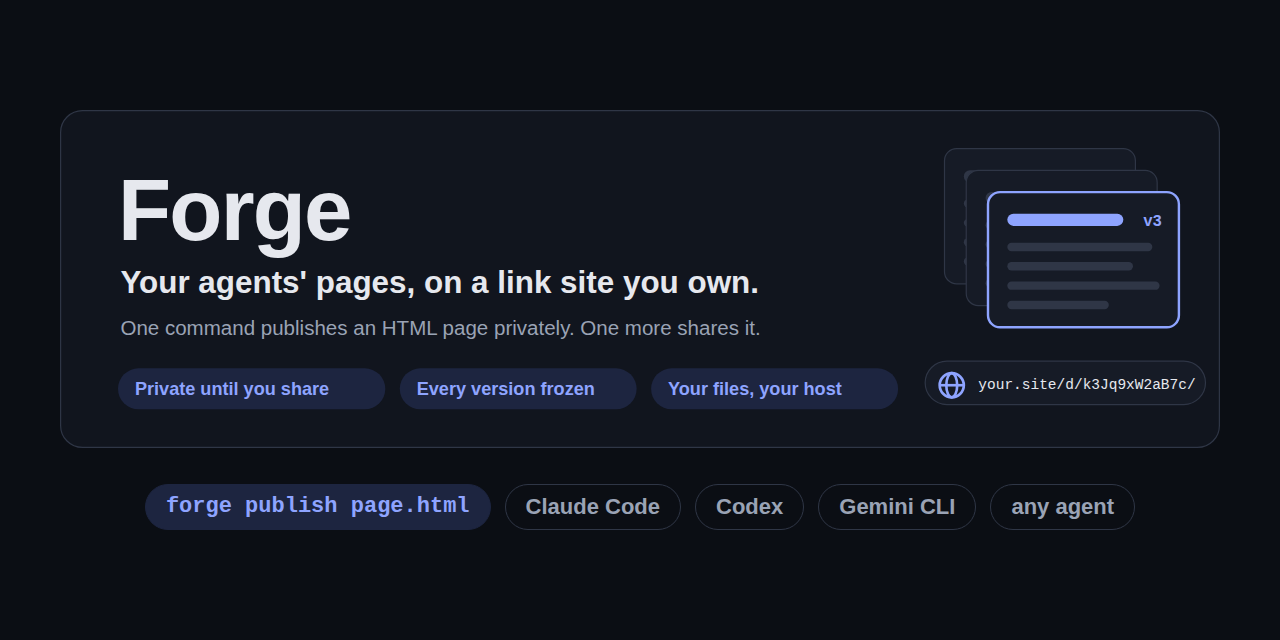 Forge
Your agents' pages, on a link site you own.
One command publishes an HTML page privately. One more shares it.
Private until you share
Every version frozen
Your files, your host
v3
your.site/d/k3Jq9xW2aB7c/
forge publish page.html
Claude Code
Codex
Gemini CLI
any agent